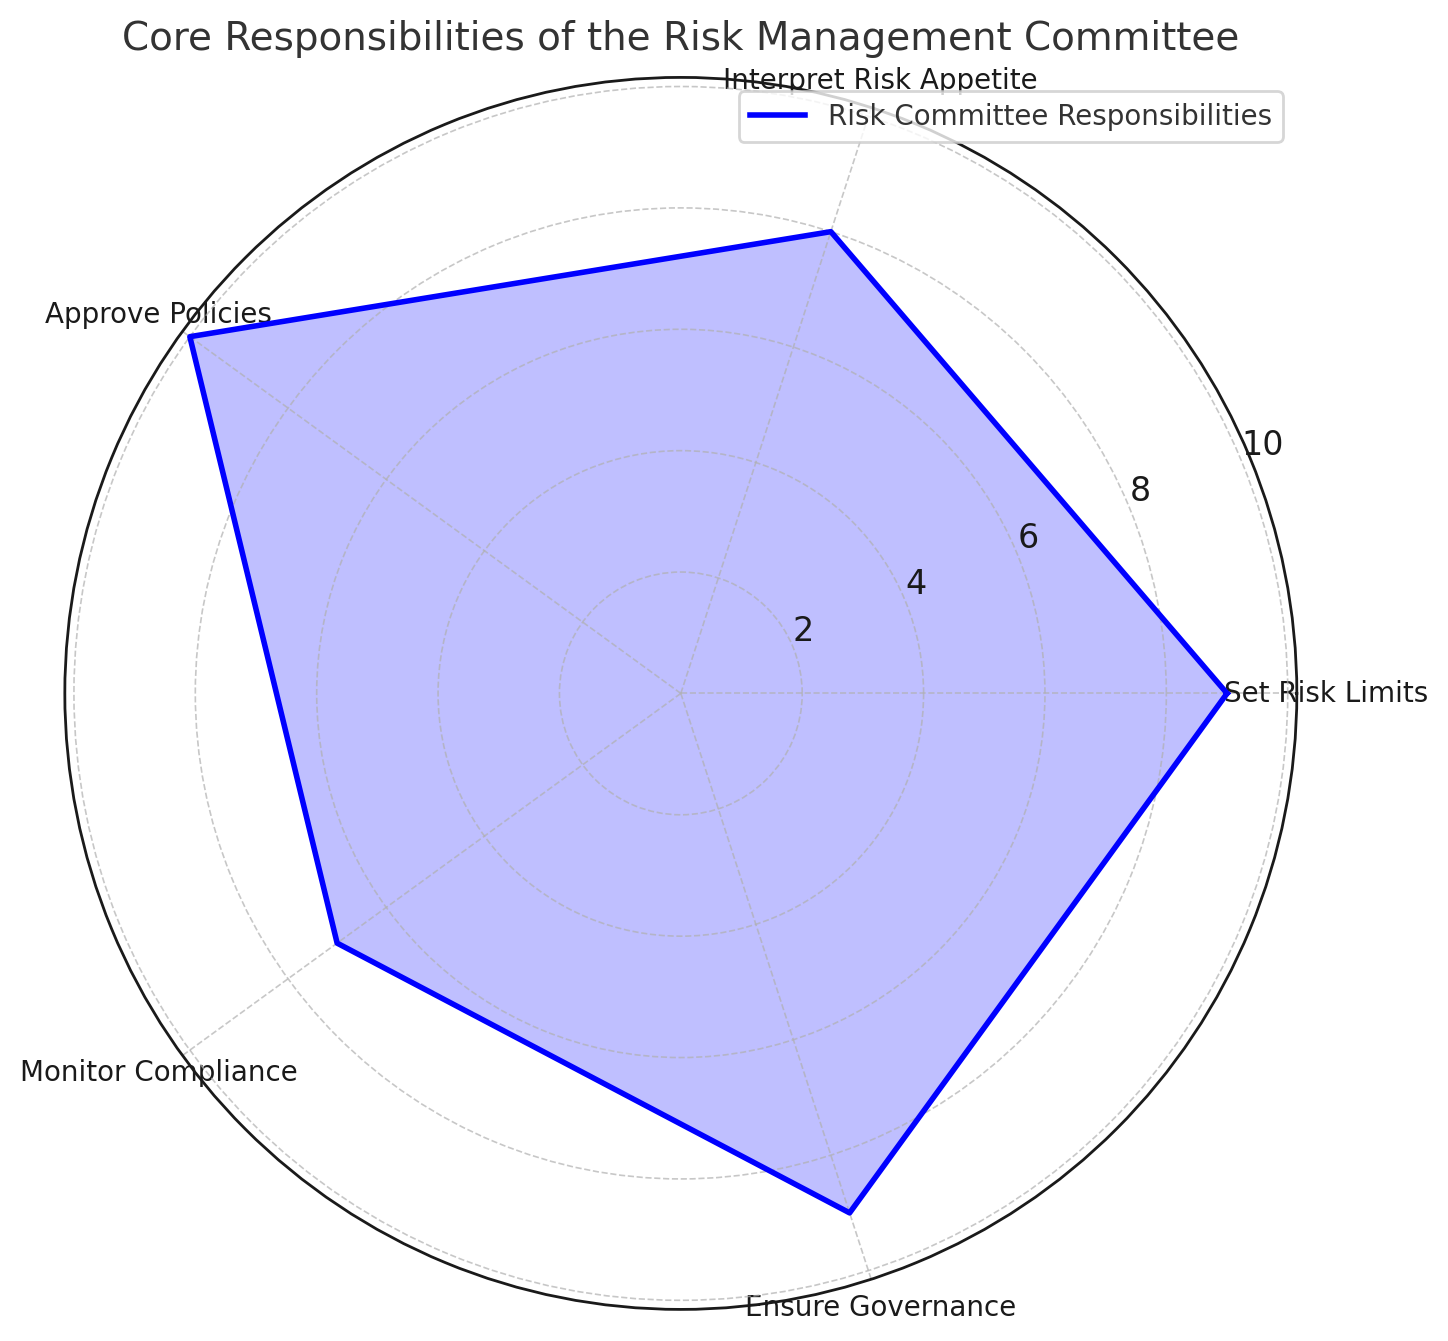 Core Responsibilities of the Risk Management Committee
Interpret Risk Appetite
Risk Committee Responsibilities
Approve Policies
10
8
6
4
2
Set Risk Limits
Monitor Compliance
Ensure Governance